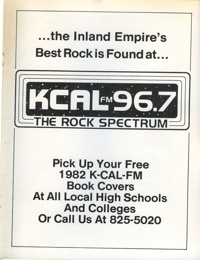 ...the Inland Empire's
Best Rock is Found at...
KCAL FM 96.7
THE ROCK SPECTRUM
Pick Up Your Free
1982 K-CAL-FM
Book Covers
At All Local High Schools
And Colleges
Or Call Us At 825-5020